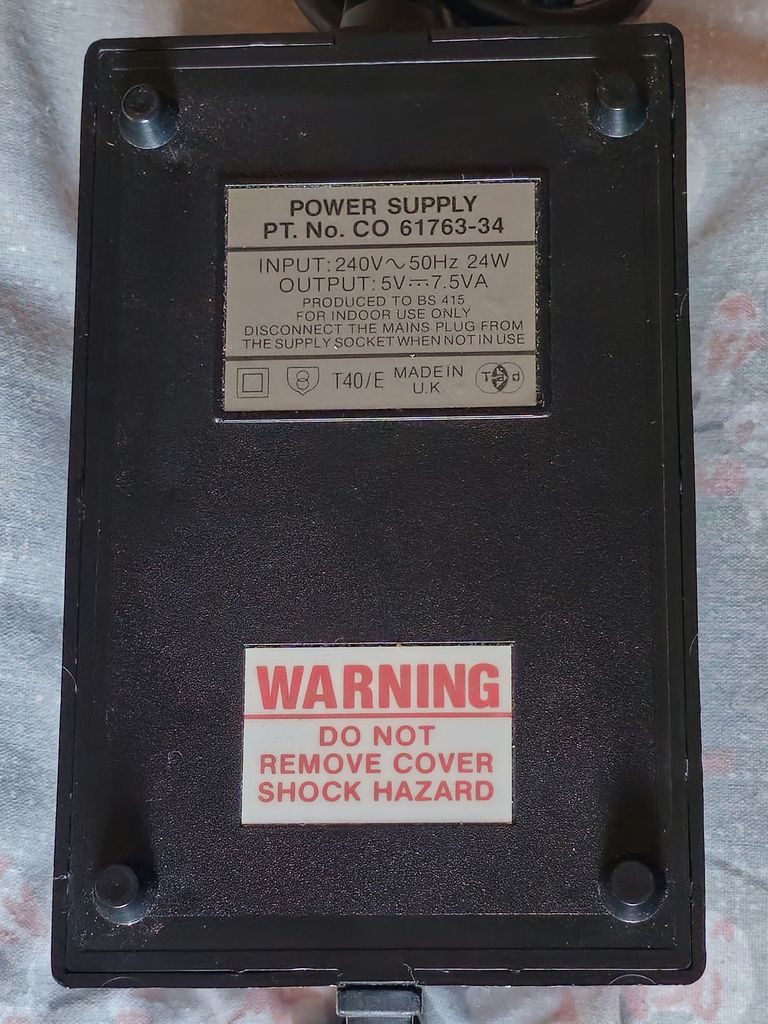 POWER SUPPLY
PT. No. CO 61763-34
INPUT: 240V~50Hz 24W
OUTPUT: 5V⎓7.5VA
PRODUCED TO BS 415
FOR INDOOR USE ONLY
DISCONNECT THE MAINS PLUG FROM
THE SUPPLY SOCKET WHEN NOT IN USE
8 T40/E MADE IN
U.K.
WARNING
DO NOT
REMOVE COVER
SHOCK HAZARD